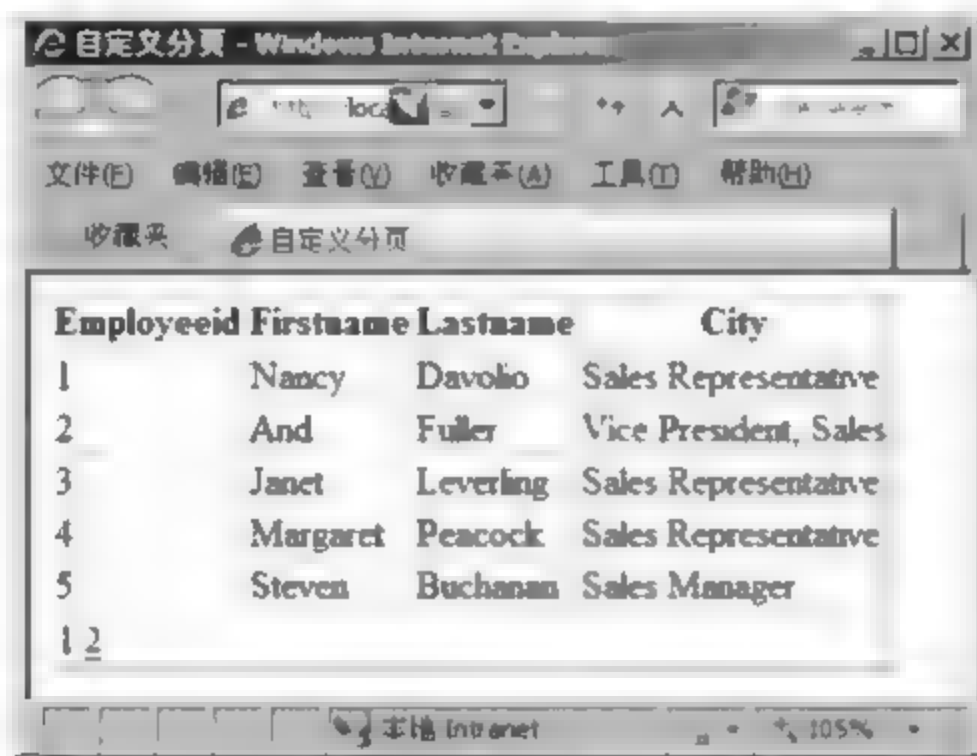 自定义分页 - Windows Internet Explorer
文件(F) 编辑(E) 查看(V) 收藏夹(A) 工具(T) 帮助(H)
收藏夹 自定义分页
Employeeid Firstname Lastname City
1 Nancy Davolio Sales Representative
2 And Fuller Vice President, Sales
3 Janet Leverling Sales Representative
4 Margaret Peacock Sales Representative
5 Steven Buchanan Sales Manager
1 2
本地 Intranet 105%